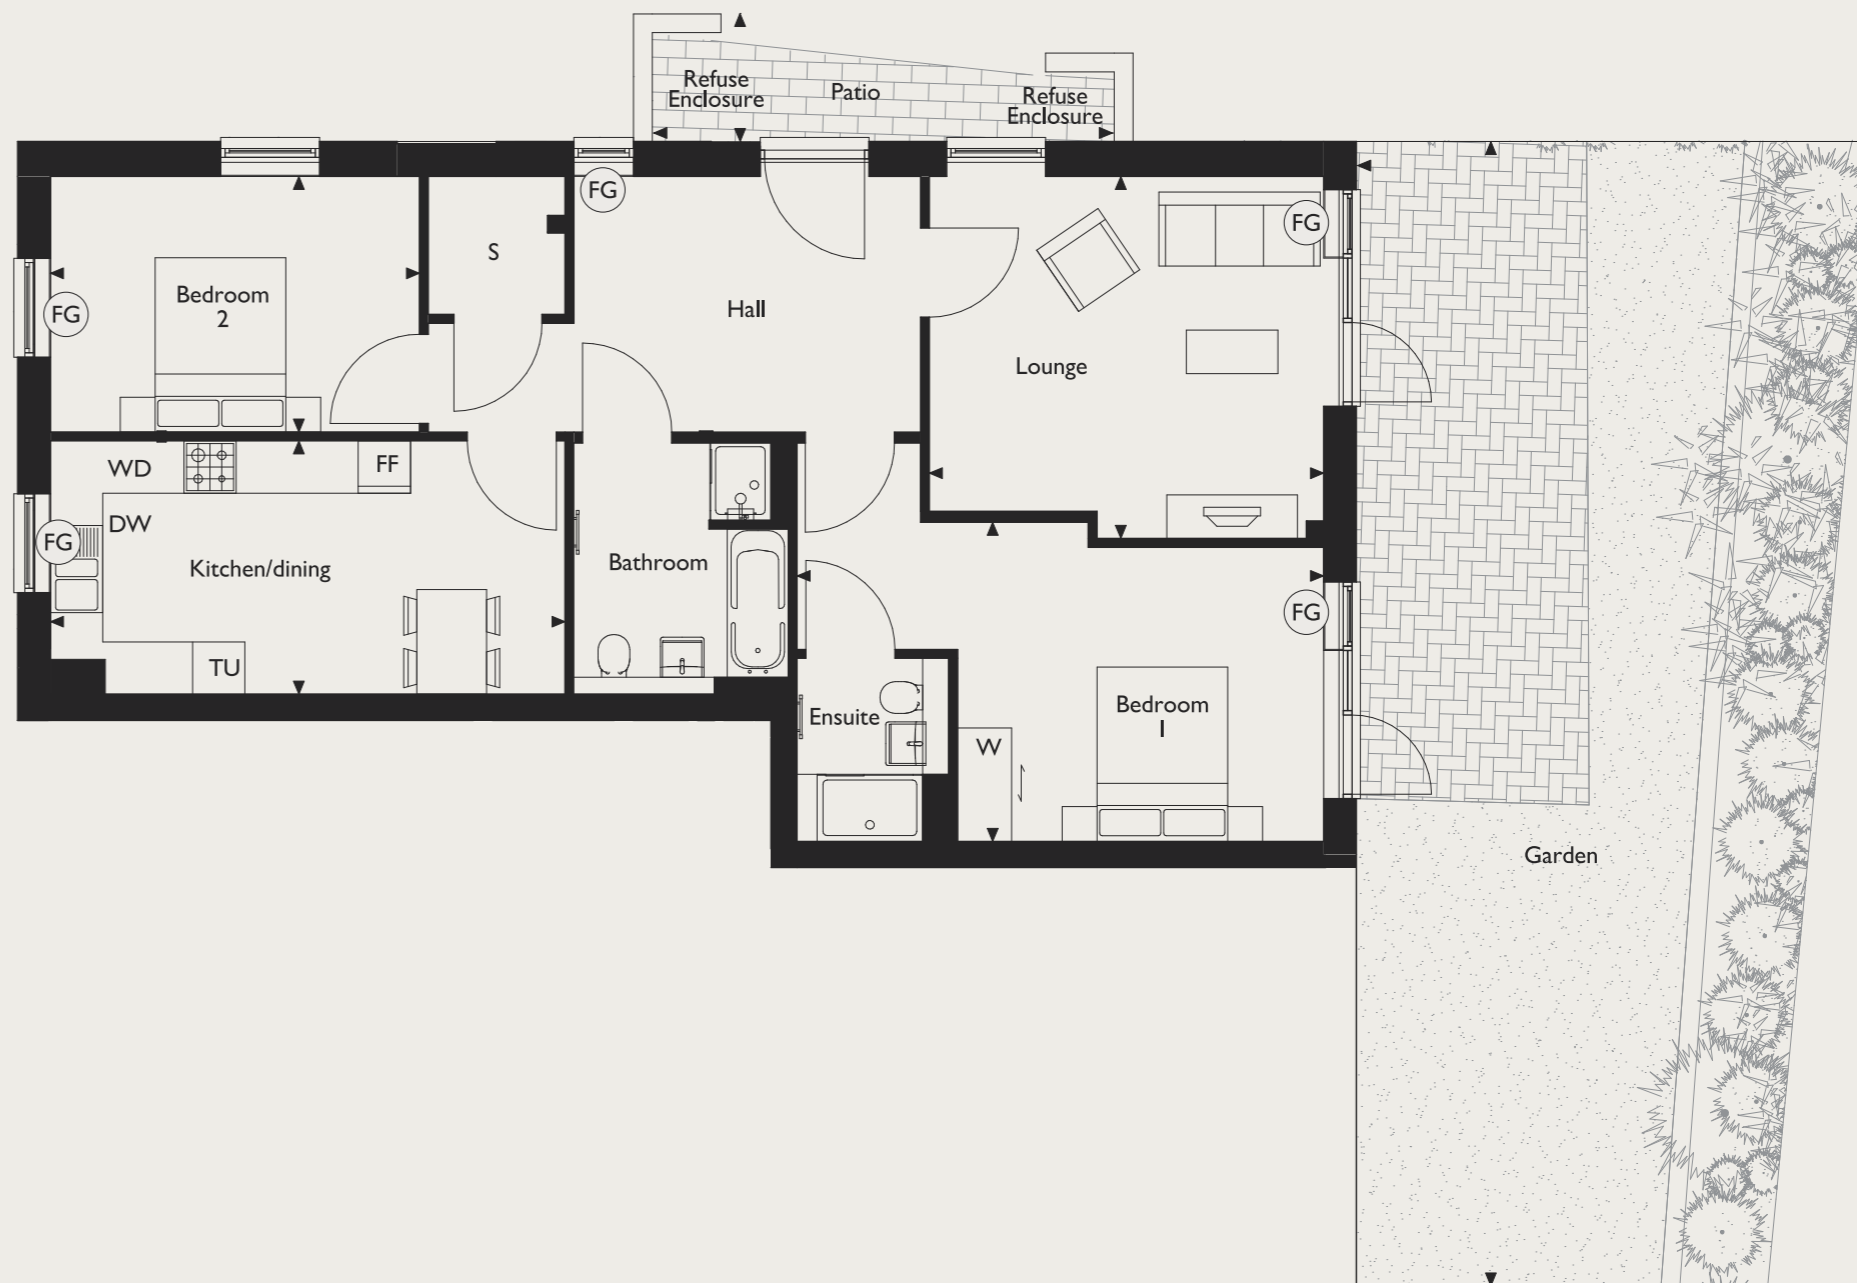 Refuse
Enclosure
Patio
Refuse
Enclosure
FG
FG
S
Bedroom
2
FG
Hall
Lounge
WD
FF
DW
FG
Kitchen/dining
Bathroom
FG
TU
Ensuite
Bedroom
1
W
Garden